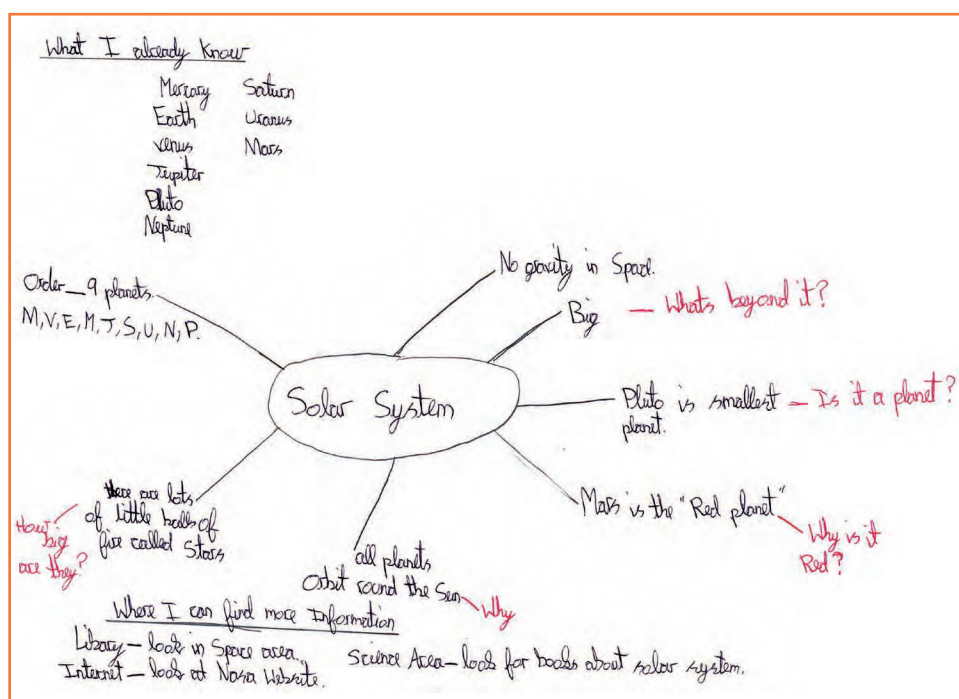 What I already Know
Mercary Saturn
Earth Uranus
Venus Mars
Jupiter
Pluto
Neptune
Order _ 9 planets
M, V, E, M, J, S, U, N, P.
No gravity in Space.
Big — Whats beyond it?
Pluto is smallest — Is it a planet?
planet.
Solar System
Mars is the "Red planet"
Why is it
Red?
there are lots
of little balls of
fire called Stars
How
big
are they?
all planets
Orbit round the Sun Why
Where I can find more Information
Libary — look in Space area.
Internet — look at Nasa Website.
Science Area — look for books about solar system.